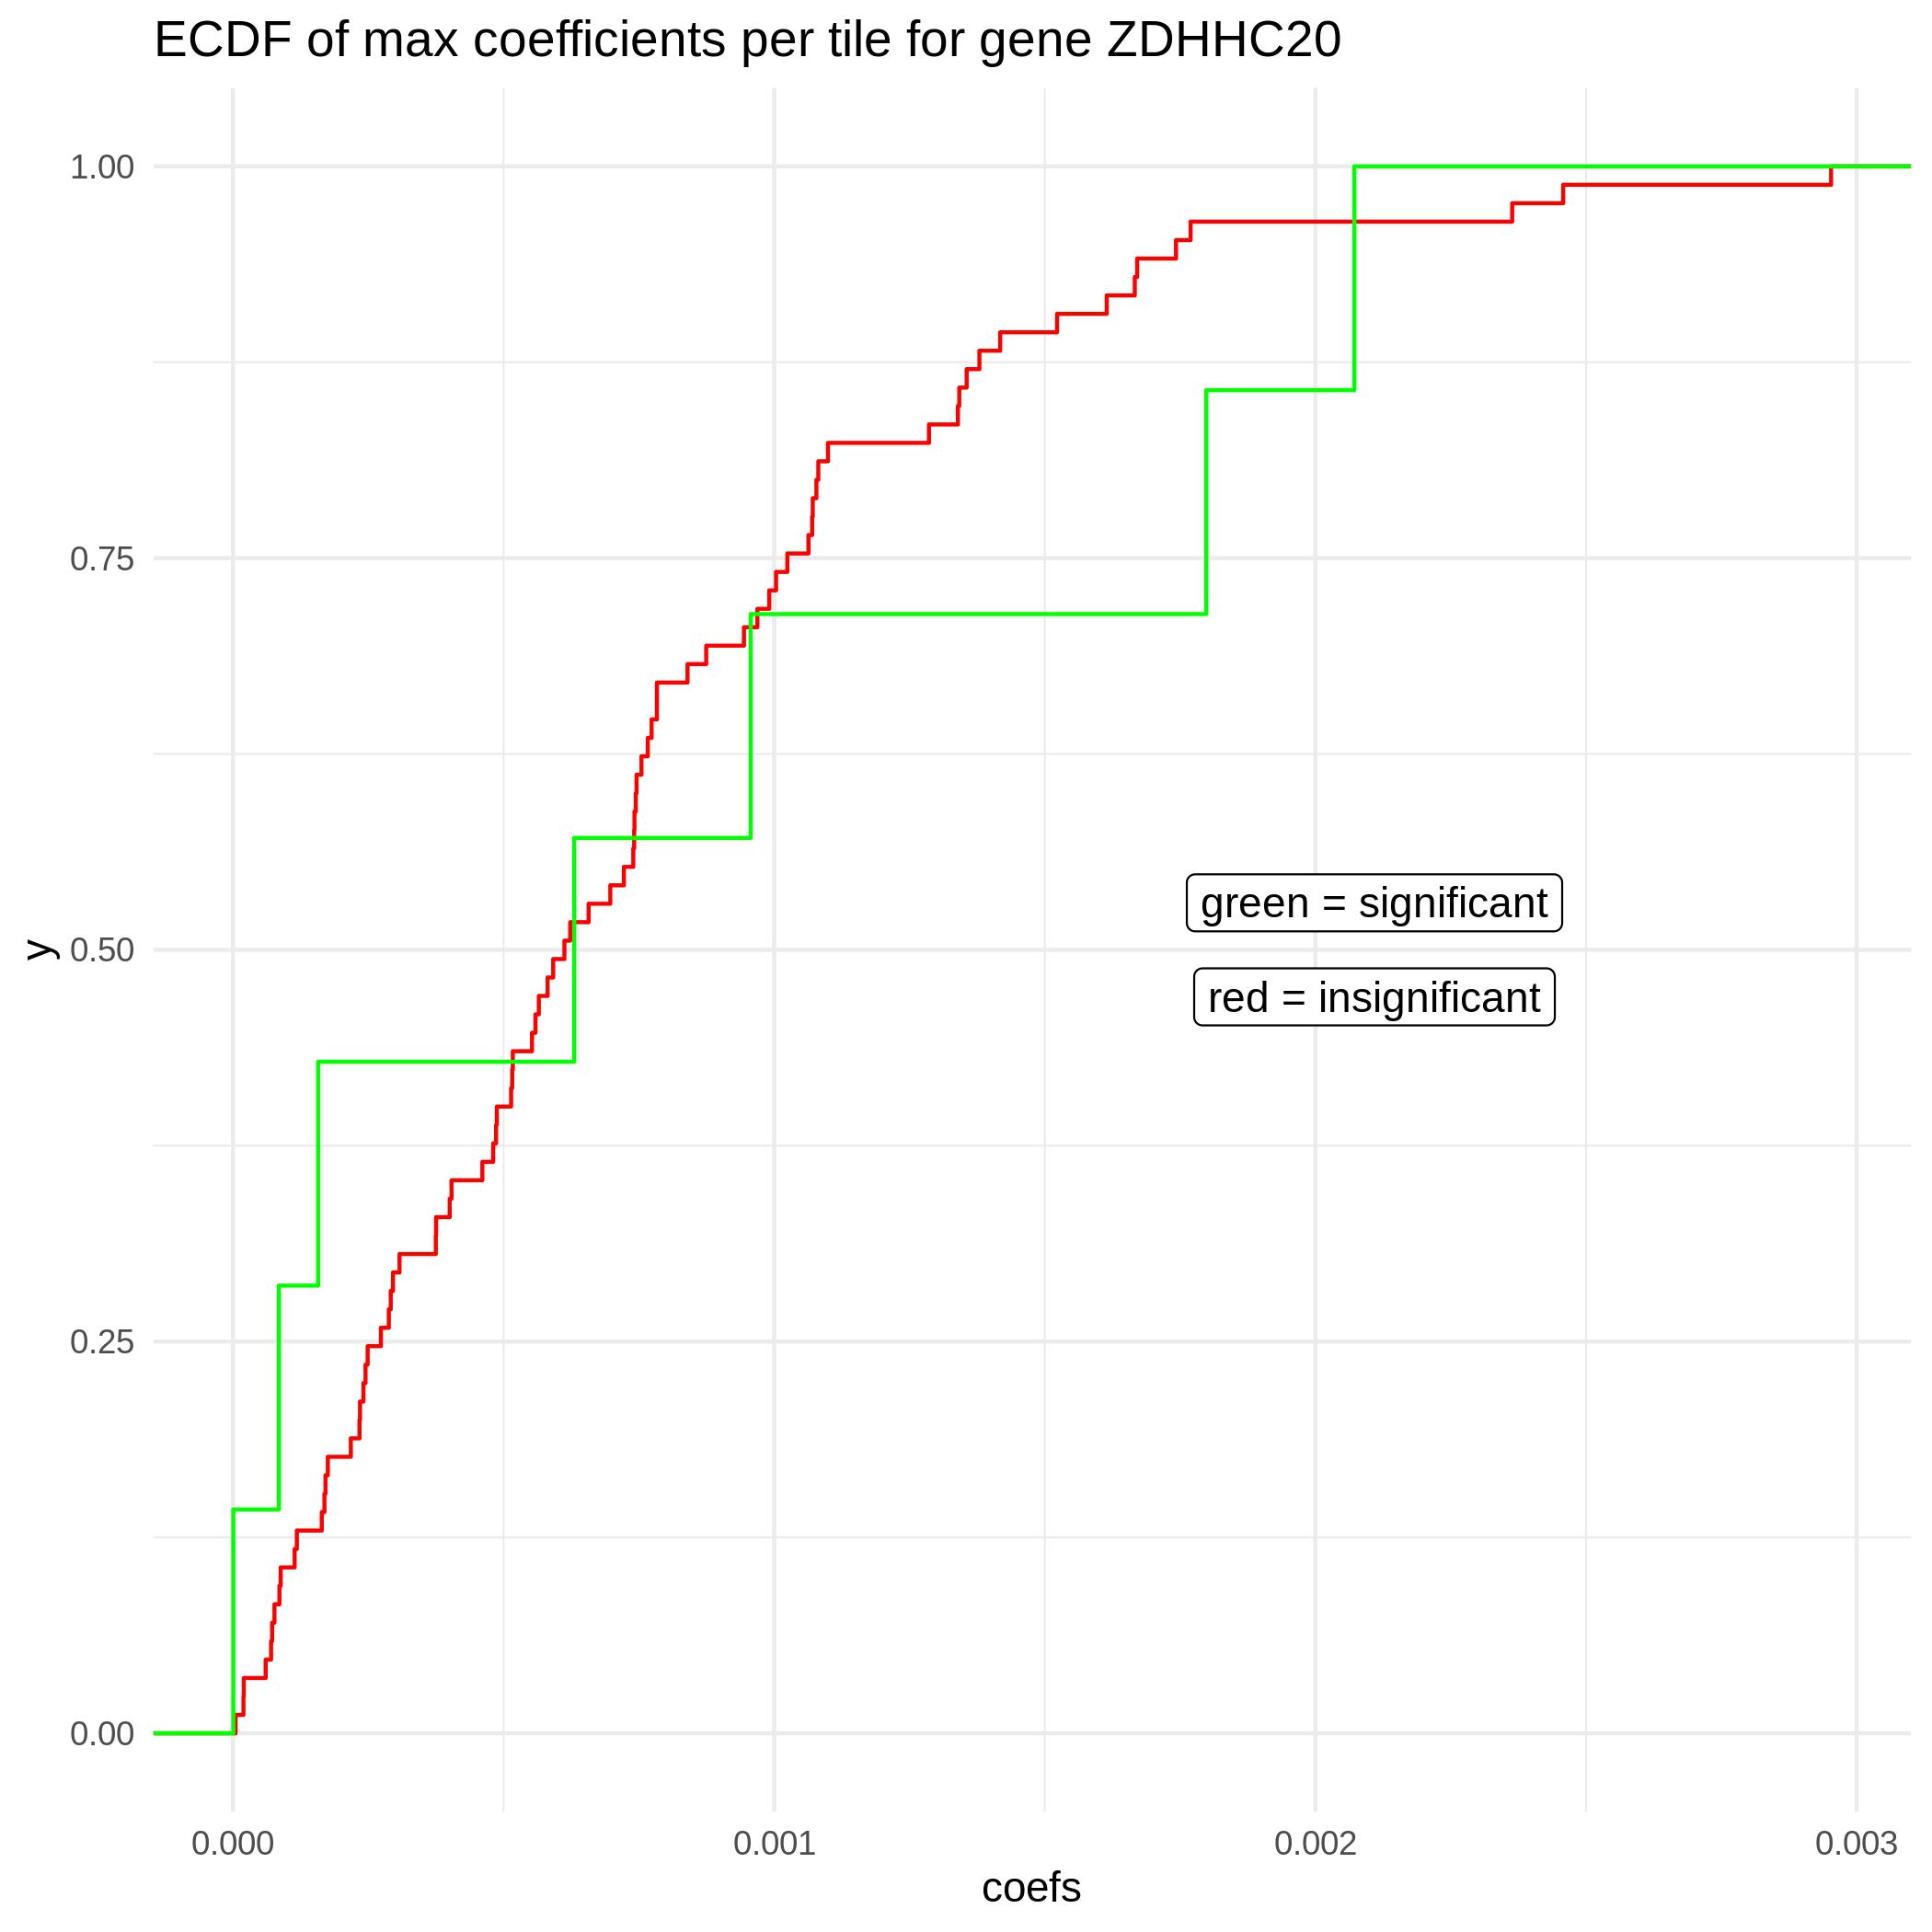 ECDF of max coefficients per tile for gene ZDHHC20
1.00
0.75
0.50
0.25
0.00
y
green = significant
red = insignificant
0.000
0.001
0.002
0.003
coefs